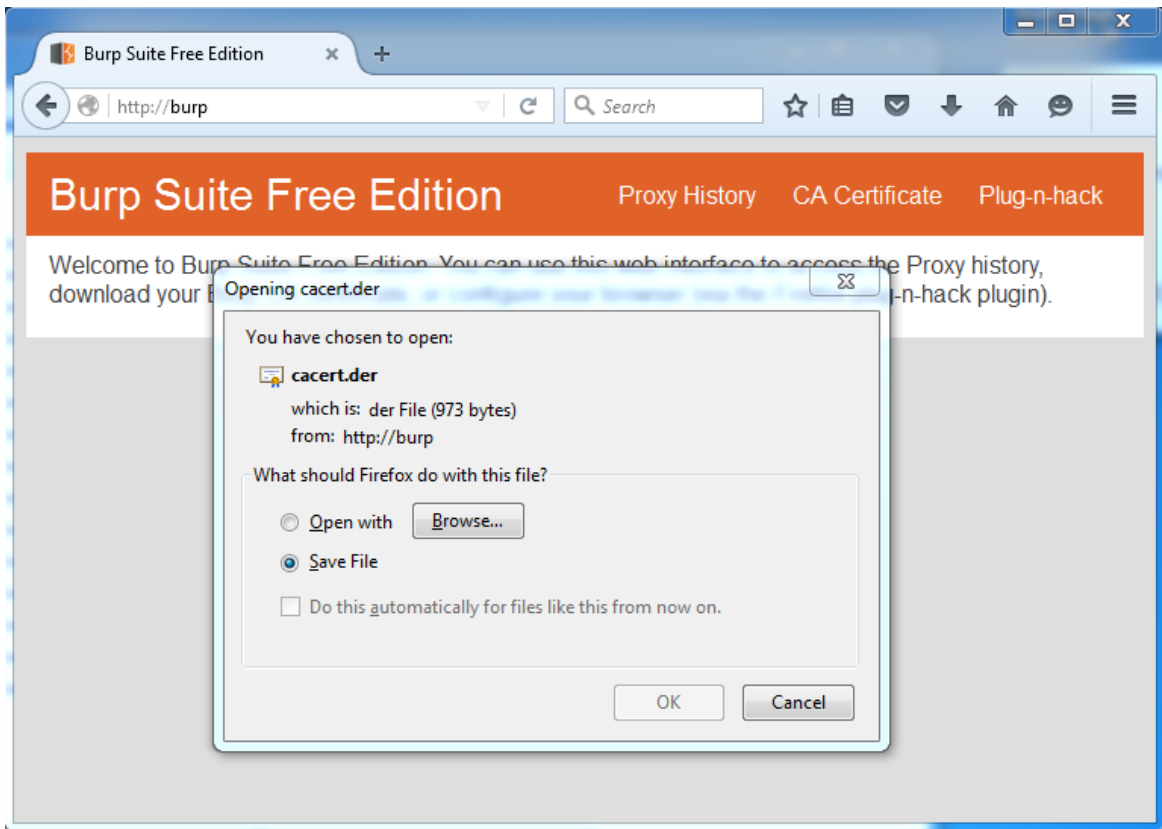 Burp Suite Free Edition
http://burp
Search
Burp Suite Free Edition
Proxy History
CA Certificate
Plug-n-hack
Welcome to Burp Suite Free Edition. You can use this web interface to access the Proxy history,
download your -n-hack plugin).
Opening cacert.der
You have chosen to open:
cacert.der
which is: der File (973 bytes)
from: http://burp
What should Firefox do with this file?
Open with
Browse...
Save File
Do this automatically for files like this from now on.
OK
Cancel